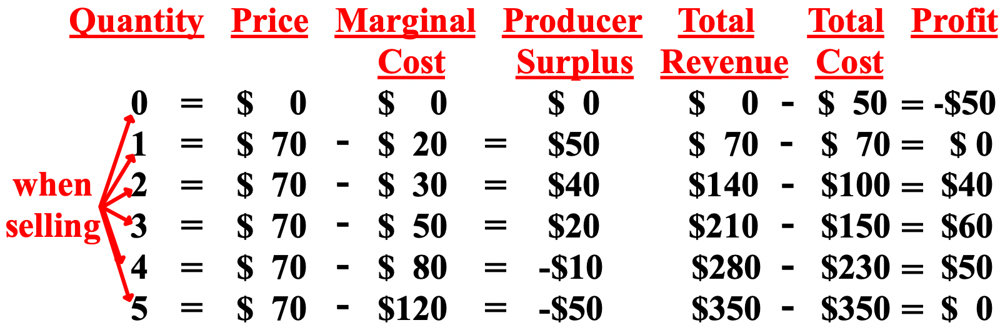 Quantity Price Marginal Producer Total Total Profit
Cost Surplus Revenue Cost
0 = $ 0 $ 0 $ 0 $ 0 - $ 50 = -$50
1 = $ 70 - $ 20 = $50 $ 70 - $ 70 = $ 0
2 = $ 70 - $ 30 = $40 $140 - $100 = $40
when
3 = $ 70 - $ 50 = $20 $210 - $150 = $60
selling
4 = $ 70 - $ 80 = -$10 $280 - $230 = $50
5 = $ 70 - $120 = -$50 $350 - $350 = $ 0